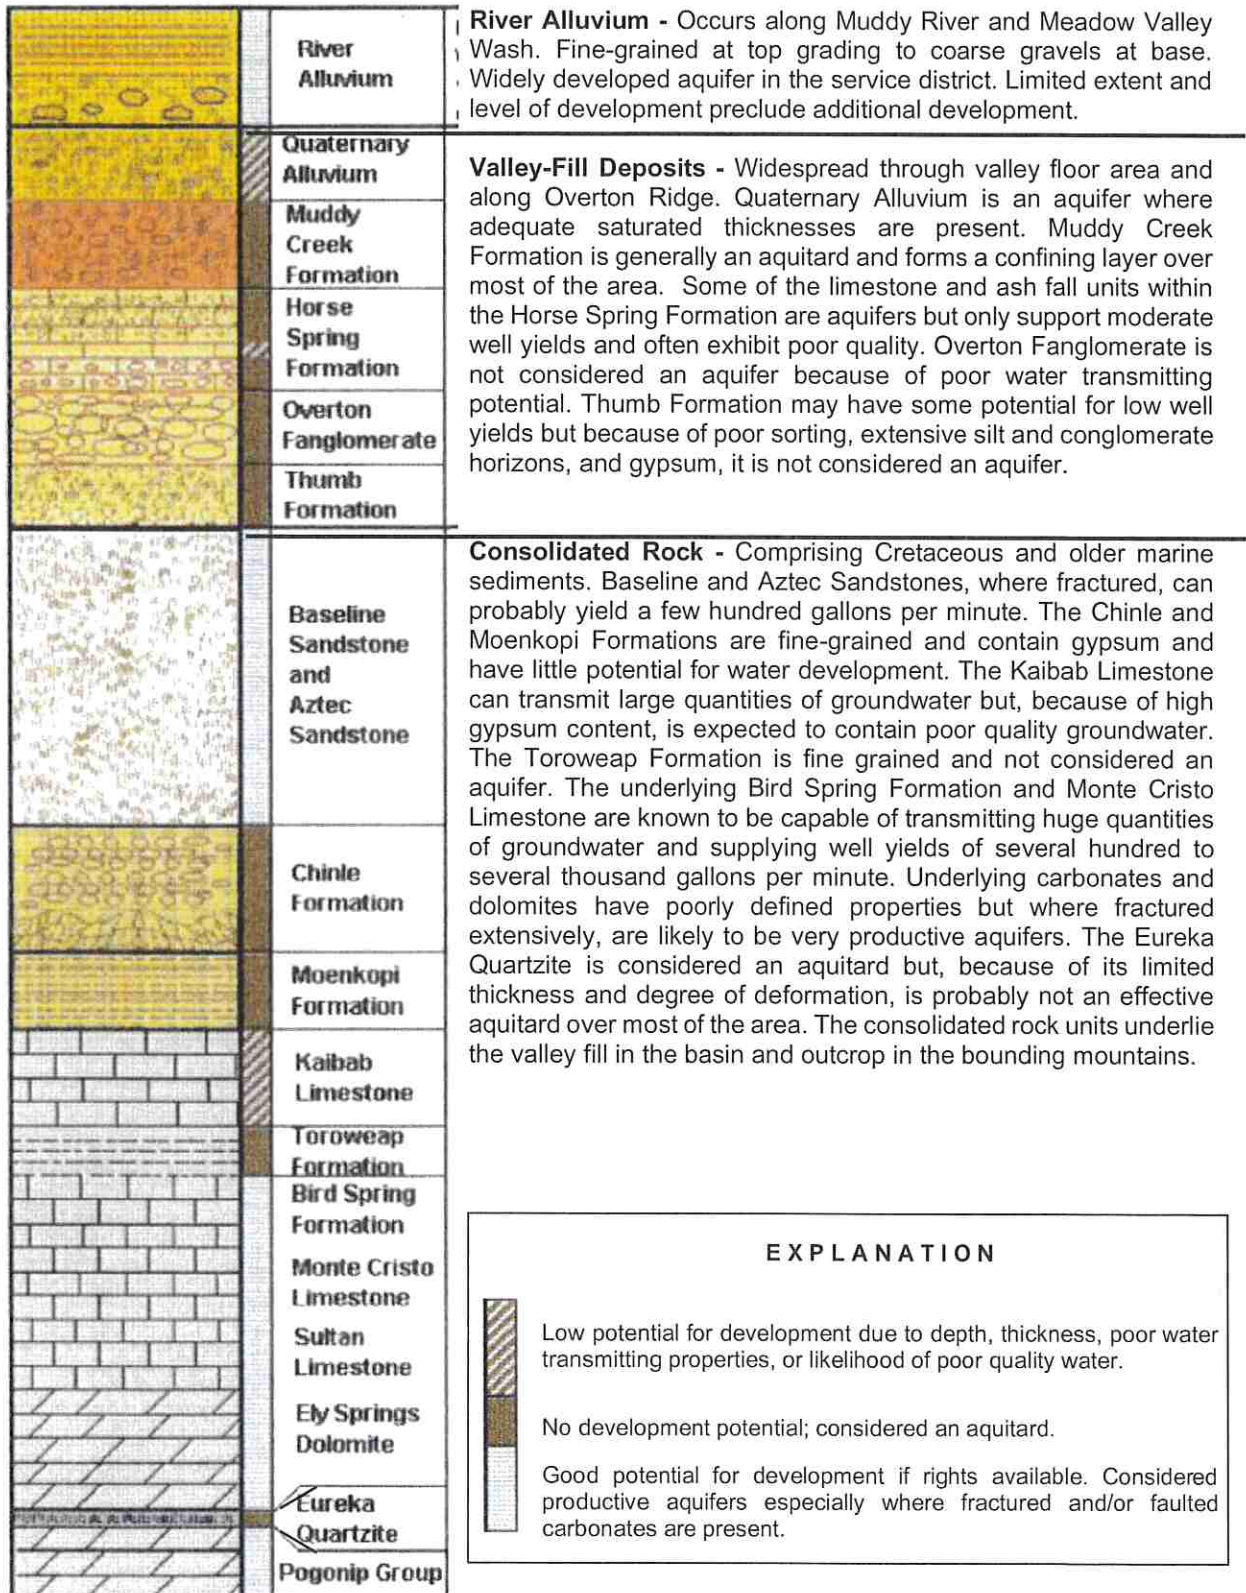 River
Alluvium
River Alluvium - Occurs along Muddy River and Meadow Valley
Wash. Fine-grained at top grading to coarse gravels at base.
Widely developed aquifer in the service district. Limited extent and
level of development preclude additional development.
Quaternary
Alluvium
Muddy
Creek
Formation
Horse
Spring
Formation
Overton
Fanglomerate
Thumb
Formation
Valley-Fill Deposits - Widespread through valley floor area and
along Overton Ridge. Quaternary Alluvium is an aquifer where
adequate saturated thicknesses are present. Muddy Creek
Formation is generally an aquitard and forms a confining layer over
most of the area. Some of the limestone and ash fall units within
the Horse Spring Formation are aquifers but only support moderate
well yields and often exhibit poor quality. Overton Fanglomerate is
not considered an aquifer because of poor water transmitting
potential. Thumb Formation may have some potential for low well
yields but because of poor sorting, extensive silt and conglomerate
horizons, and gypsum, it is not considered an aquifer.
Baseline
Sandstone
and
Aztec
Sandstone
Chinle
Formation
Moenkopi
Formation
Kaibab
Limestone
Toroweap
Formation
Bird Spring
Formation
Monte Cristo
Limestone
Sultan
Limestone
Ely Springs
Dolomite
Eureka
Quartzite
Pogonip Group
Consolidated Rock - Comprising Cretaceous and older marine
sediments. Baseline and Aztec Sandstones, where fractured, can
probably yield a few hundred gallons per minute. The Chinle and
Moenkopi Formations are fine-grained and contain gypsum and
have little potential for water development. The Kaibab Limestone
can transmit large quantities of groundwater but, because of high
gypsum content, is expected to contain poor quality groundwater.
The Toroweap Formation is fine grained and not considered an
aquifer. The underlying Bird Spring Formation and Monte Cristo
Limestone are known to be capable of transmitting huge quantities
of groundwater and supplying well yields of several hundred to
several thousand gallons per minute. Underlying carbonates and
dolomites have poorly defined properties but where fractured
extensively, are likely to be very productive aquifers. The Eureka
Quartzite is considered an aquitard but, because of its limited
thickness and degree of deformation, is probably not an effective
aquitard over most of the area. The consolidated rock units underlie
the valley fill in the basin and outcrop in the bounding mountains.
EXPLANATION
Low potential for development due to depth, thickness, poor water
transmitting properties, or likelihood of poor quality water.
No development potential; considered an aquitard.
Good potential for development if rights available. Considered
productive aquifers especially where fractured and/or faulted
carbonates are present.